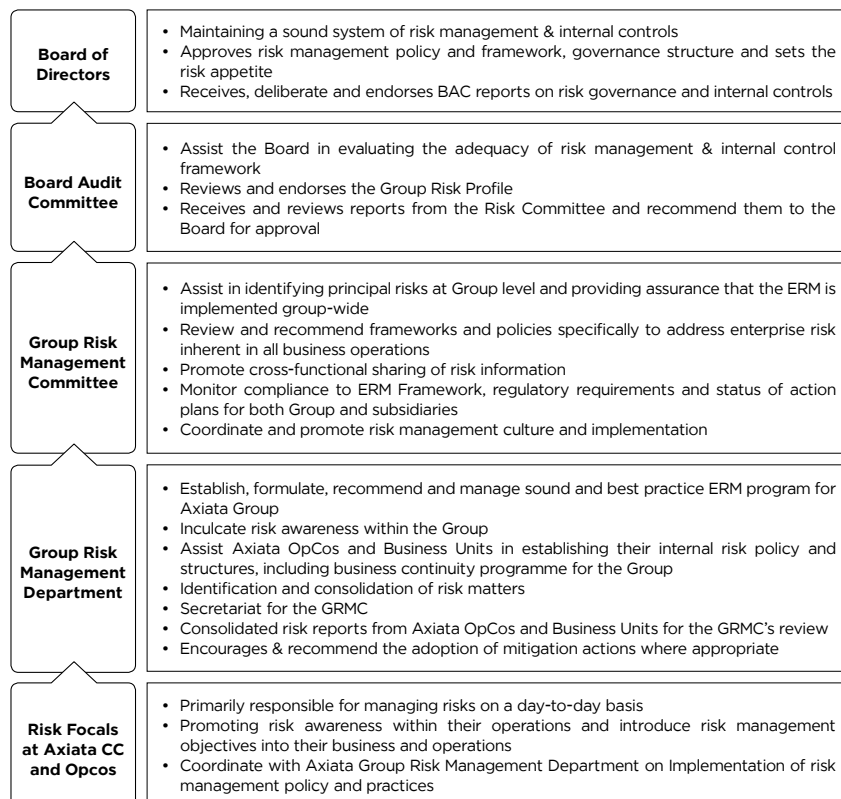 Board of
Directors
• Maintaining a sound system of risk management & internal controls
• Approves risk management policy and framework, governance structure and sets the
risk appetite
• Receives, deliberate and endorses BAC reports on risk governance and internal controls
Board Audit
Committee
• Assist the Board in evaluating the adequacy of risk management & internal control
framework
• Reviews and endorses the Group Risk Profile
• Receives and reviews reports from the Risk Committee and recommend them to the
Board for approval
Group Risk
Management
Committee
• Assist in identifying principal risks at Group level and providing assurance that the ERM is
implemented group-wide
• Review and recommend frameworks and policies specifically to address enterprise risk
inherent in all business operations
• Promote cross-functional sharing of risk information
• Monitor compliance to ERM Framework, regulatory requirements and status of action
plans for both Group and subsidiaries
• Coordinate and promote risk management culture and implementation
Group Risk
Management
Department
• Establish, formulate, recommend and manage sound and best practice ERM program for
Axiata Group
• Inculcate risk awareness within the Group
• Assist Axiata OpCos and Business Units in establishing their internal risk policy and
structures, including business continuity programme for the Group
• Identification and consolidation of risk matters
• Secretariat for the GRMC
• Consolidated risk reports from Axiata OpCos and Business Units for the GRMC's review
• Encourages & recommend the adoption of mitigation actions where appropriate
Risk Focals
at Axiata CC
and Opcos
• Primarily responsible for managing risks on a day-to-day basis
• Promoting risk awareness within their operations and introduce risk management
objectives into their business and operations
• Coordinate with Axiata Group Risk Management Department on Implementation of risk
management policy and practices